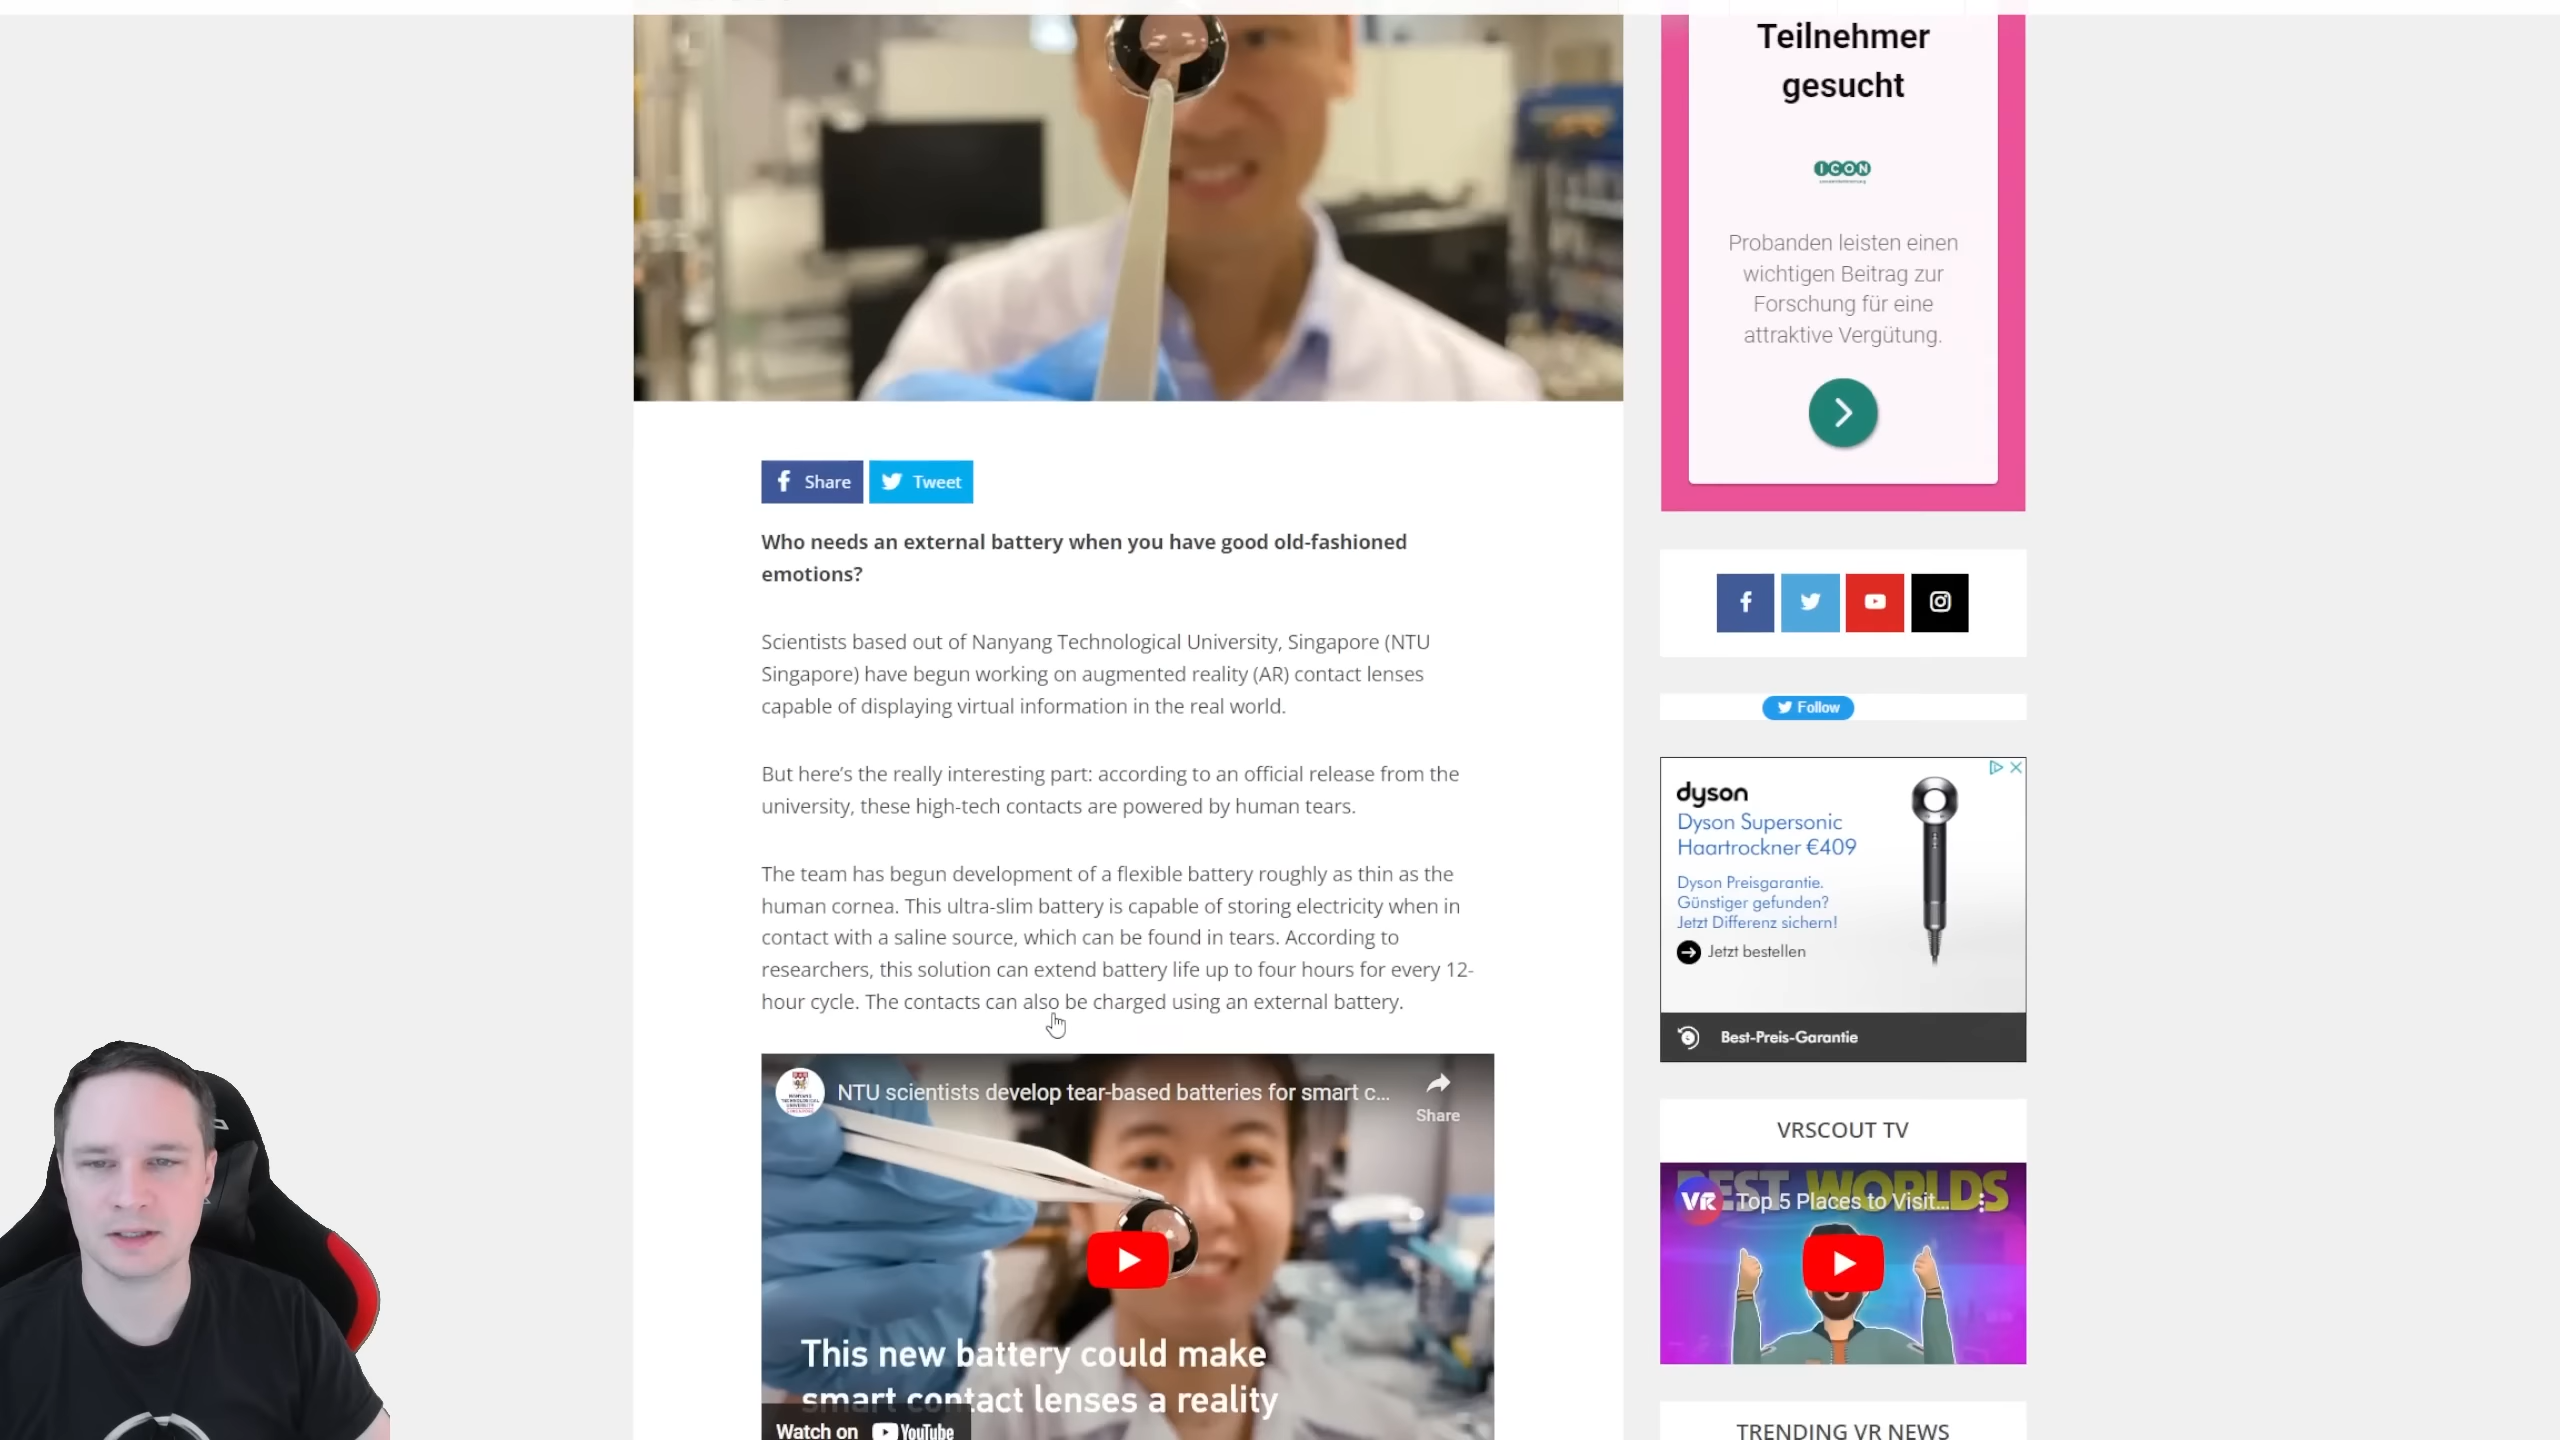 Share
Tweet
Who needs an external battery when you have good old-fashioned
emotions?
Scientists based out of Nanyang Technological University, Singapore (NTU
Singapore) have begun working on augmented reality (AR) contact lenses
capable of displaying virtual information in the real world.
But here’s the really interesting part: according to an official release from the
university, these high-tech contacts are powered by human tears.
The team has begun development of a flexible battery roughly as thin as the
human cornea. This ultra-slim battery is capable of storing electricity when in
contact with a saline source, which can be found in tears. According to
researchers, this solution can extend battery life up to four hours for every 12-
hour cycle. The contacts can also be charged using an external battery.
NTU scientists develop tear-based batteries for smart c...
Share
This new battery could make
smart contact lenses a reality
Watch on YouTube
Teilnehmer
gesucht
ICON
Probanden leisten einen
wichtigen Beitrag zur
Forschung für eine
attraktive Vergütung.
Follow
dyson
Dyson Supersonic
Haartrockner €409
Dyson Preisgarantie.
Günstiger gefunden?
Jetzt Differenz sichern!
Jetzt bestellen
Best-Preis-Garantie
VRSCOUT TV
BEST WORLDS
VR Top 5 Places to Visit...
TRENDING VR NEWS